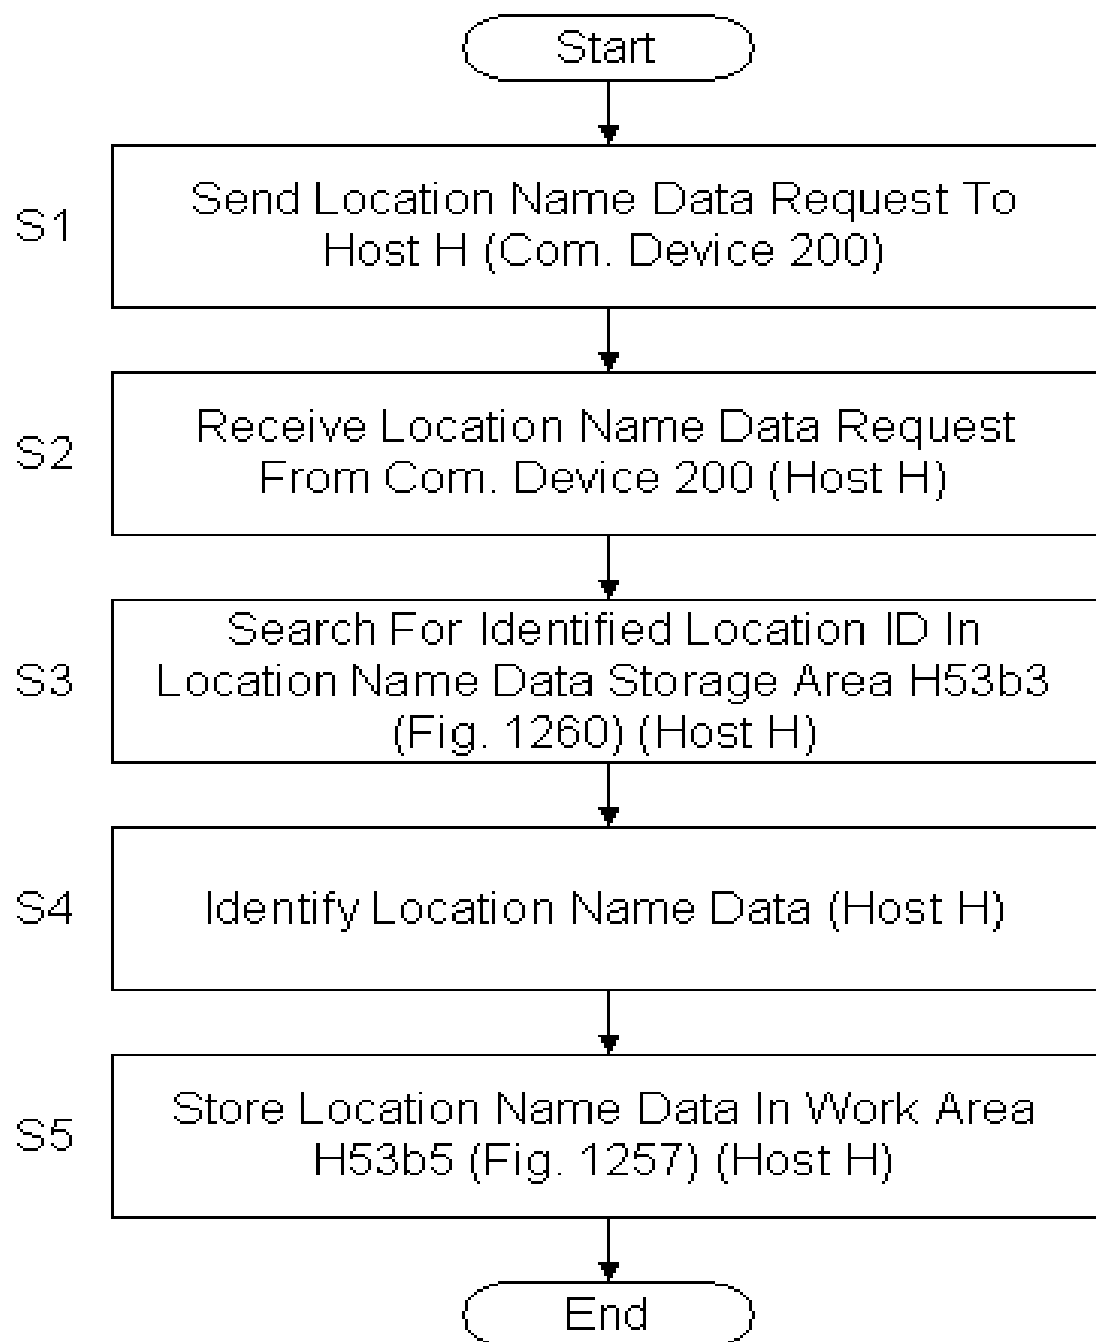 Start
S1
Send Location Name Data Request To
Host H (Com. Device 200)
S2
Receive Location Name Data Request
From Com. Device 200 (Host H)
S3
Search For Identified Location ID In
Location Name Data Storage Area H53b3
(Fig. 1260) (Host H)
S4
Identify Location Name Data (Host H)
S5
Store Location Name Data In Work Area
H53b5 (Fig. 1257) (Host H)
End